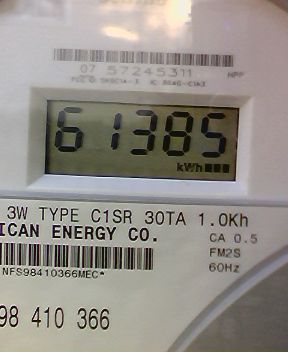 07 57245311
61385
kWh
3W TYPE C1SR 30TA 1.0Kh
ICAN ENERGY CO.
CA 0.5
FM2S
60Hz
NFS98410366MEC*
98 410 366